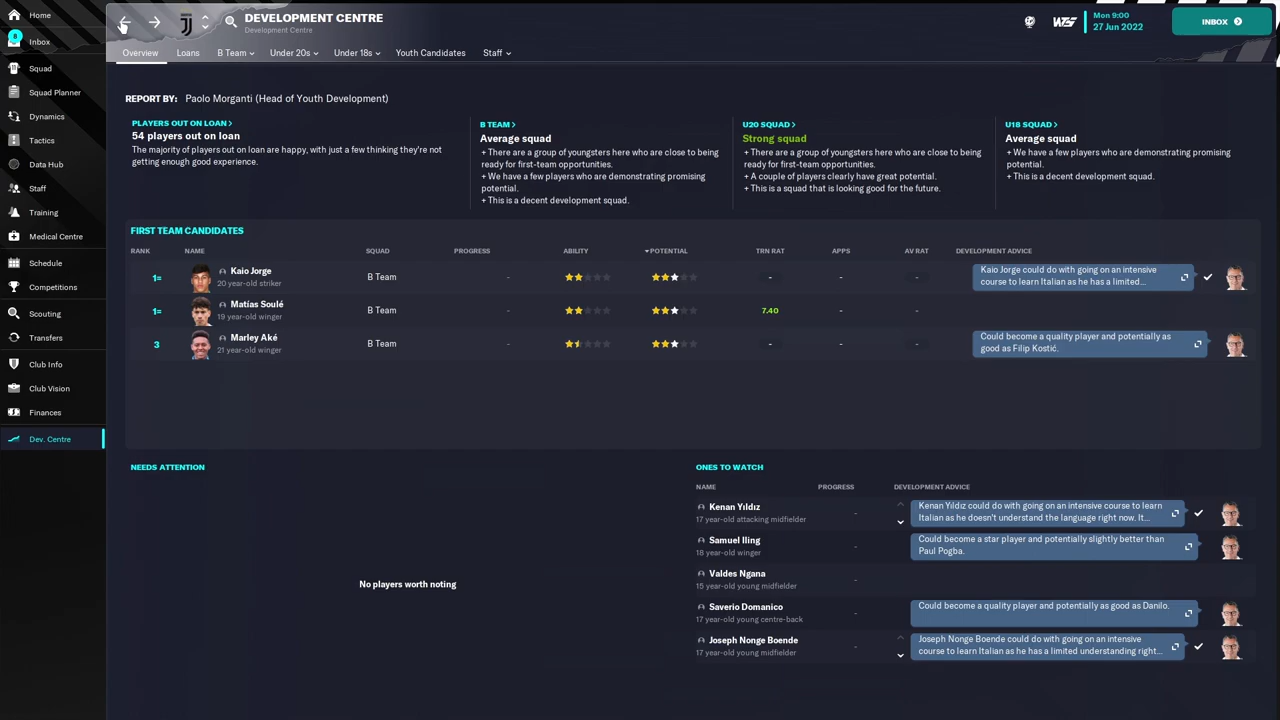 Home
8
Inbox
Squad
Squad Planner
Dynamics
Tactics
Data Hub
Staff
Training
Medical Centre
Schedule
Competitions
Scouting
Transfers
Club Info
Club Vision
Finances
Dev. Centre
DEVELOPMENT CENTRE
Development Centre
Mon 9:00
27 Jun 2022
INBOX
Overview Loans B Team Under 20s Under 18s Youth Candidates Staff
REPORT BY: Paolo Morganti (Head of Youth Development)
PLAYERS OUT ON LOAN
54 players out on loan
The majority of players out on loan are happy, with just a few thinking they're not
getting enough good experience.
B TEAM
Average squad
+ There is a group of youngsters here who are close to being
ready for first-team opportunities.
+ We have a few players who are demonstrating promising
potential.
+ This is a decent development squad.
U20 SQUAD
Strong squad
+ There is a group of youngsters here who are close to being
ready for first-team opportunities.
+ A couple of players clearly have great potential.
+ This is a squad that is looking good for the future.
U18 SQUAD
Average squad
+ We have a few players who are demonstrating promising
potential.
+ This is a decent development squad.
FIRST TEAM CANDIDATES
RANK NAME SQUAD PROGRESS ABILITY POTENTIAL TRN RAT APPS AV RAT DEVELOPMENT ADVICE
1= Kaio Jorge B Team - - - - Kaio Jorge could do with going on an intensive
20 year-old striker course to learn Italian as he has a limited...
1= Matías Soulé B Team - 7.40 - -
19 year-old winger
3 Marley Aké B Team - - - - Could become a quality player and potentially as
21 year-old winger good as Filip Kostić.
NEEDS ATTENTION
No players worth noting
ONES TO WATCH
NAME PROGRESS DEVELOPMENT ADVICE
Kenan Yıldız - Kenan Yıldız could do with going on an intensive course to learn
17 year-old attacking midfielder Italian as he doesn't understand the language right now. It...
Samuel Iling - Could become a star player and potentially slightly better than
18 year-old winger Paul Pogba.
Valdes Ngana -
15 year-old young midfielder
Saverio Domanico - Could become a quality player and potentially as good as Danilo.
17 year-old young centre-back
Joseph Nonge Boende - Joseph Nonge Boende could do with going on an intensive
17 year-old young midfielder course to learn Italian as he has a limited understanding right...